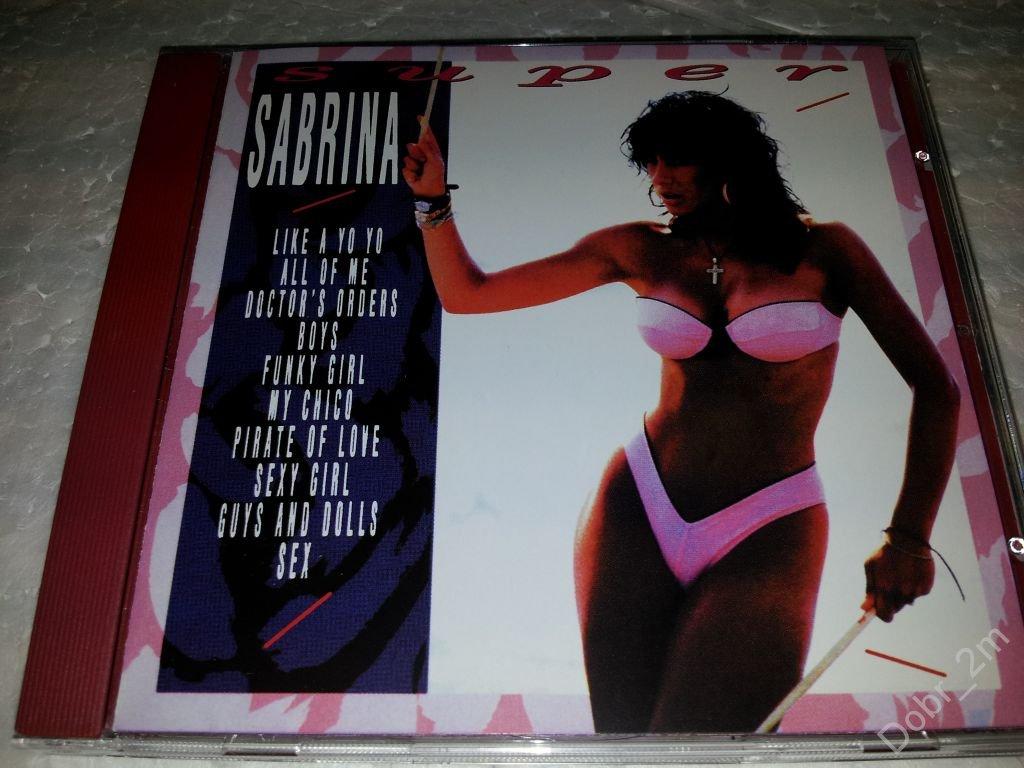 super
SABRINA
LIKE A YO YO
ALL OF ME
DOCTOR'S ORDERS
BOYS
FUNKY GIRL
MY CHICO
PIRATE OF LOVE
SEXY GIRL
GUYS AND DOLLS
SEX
Dobr_2m